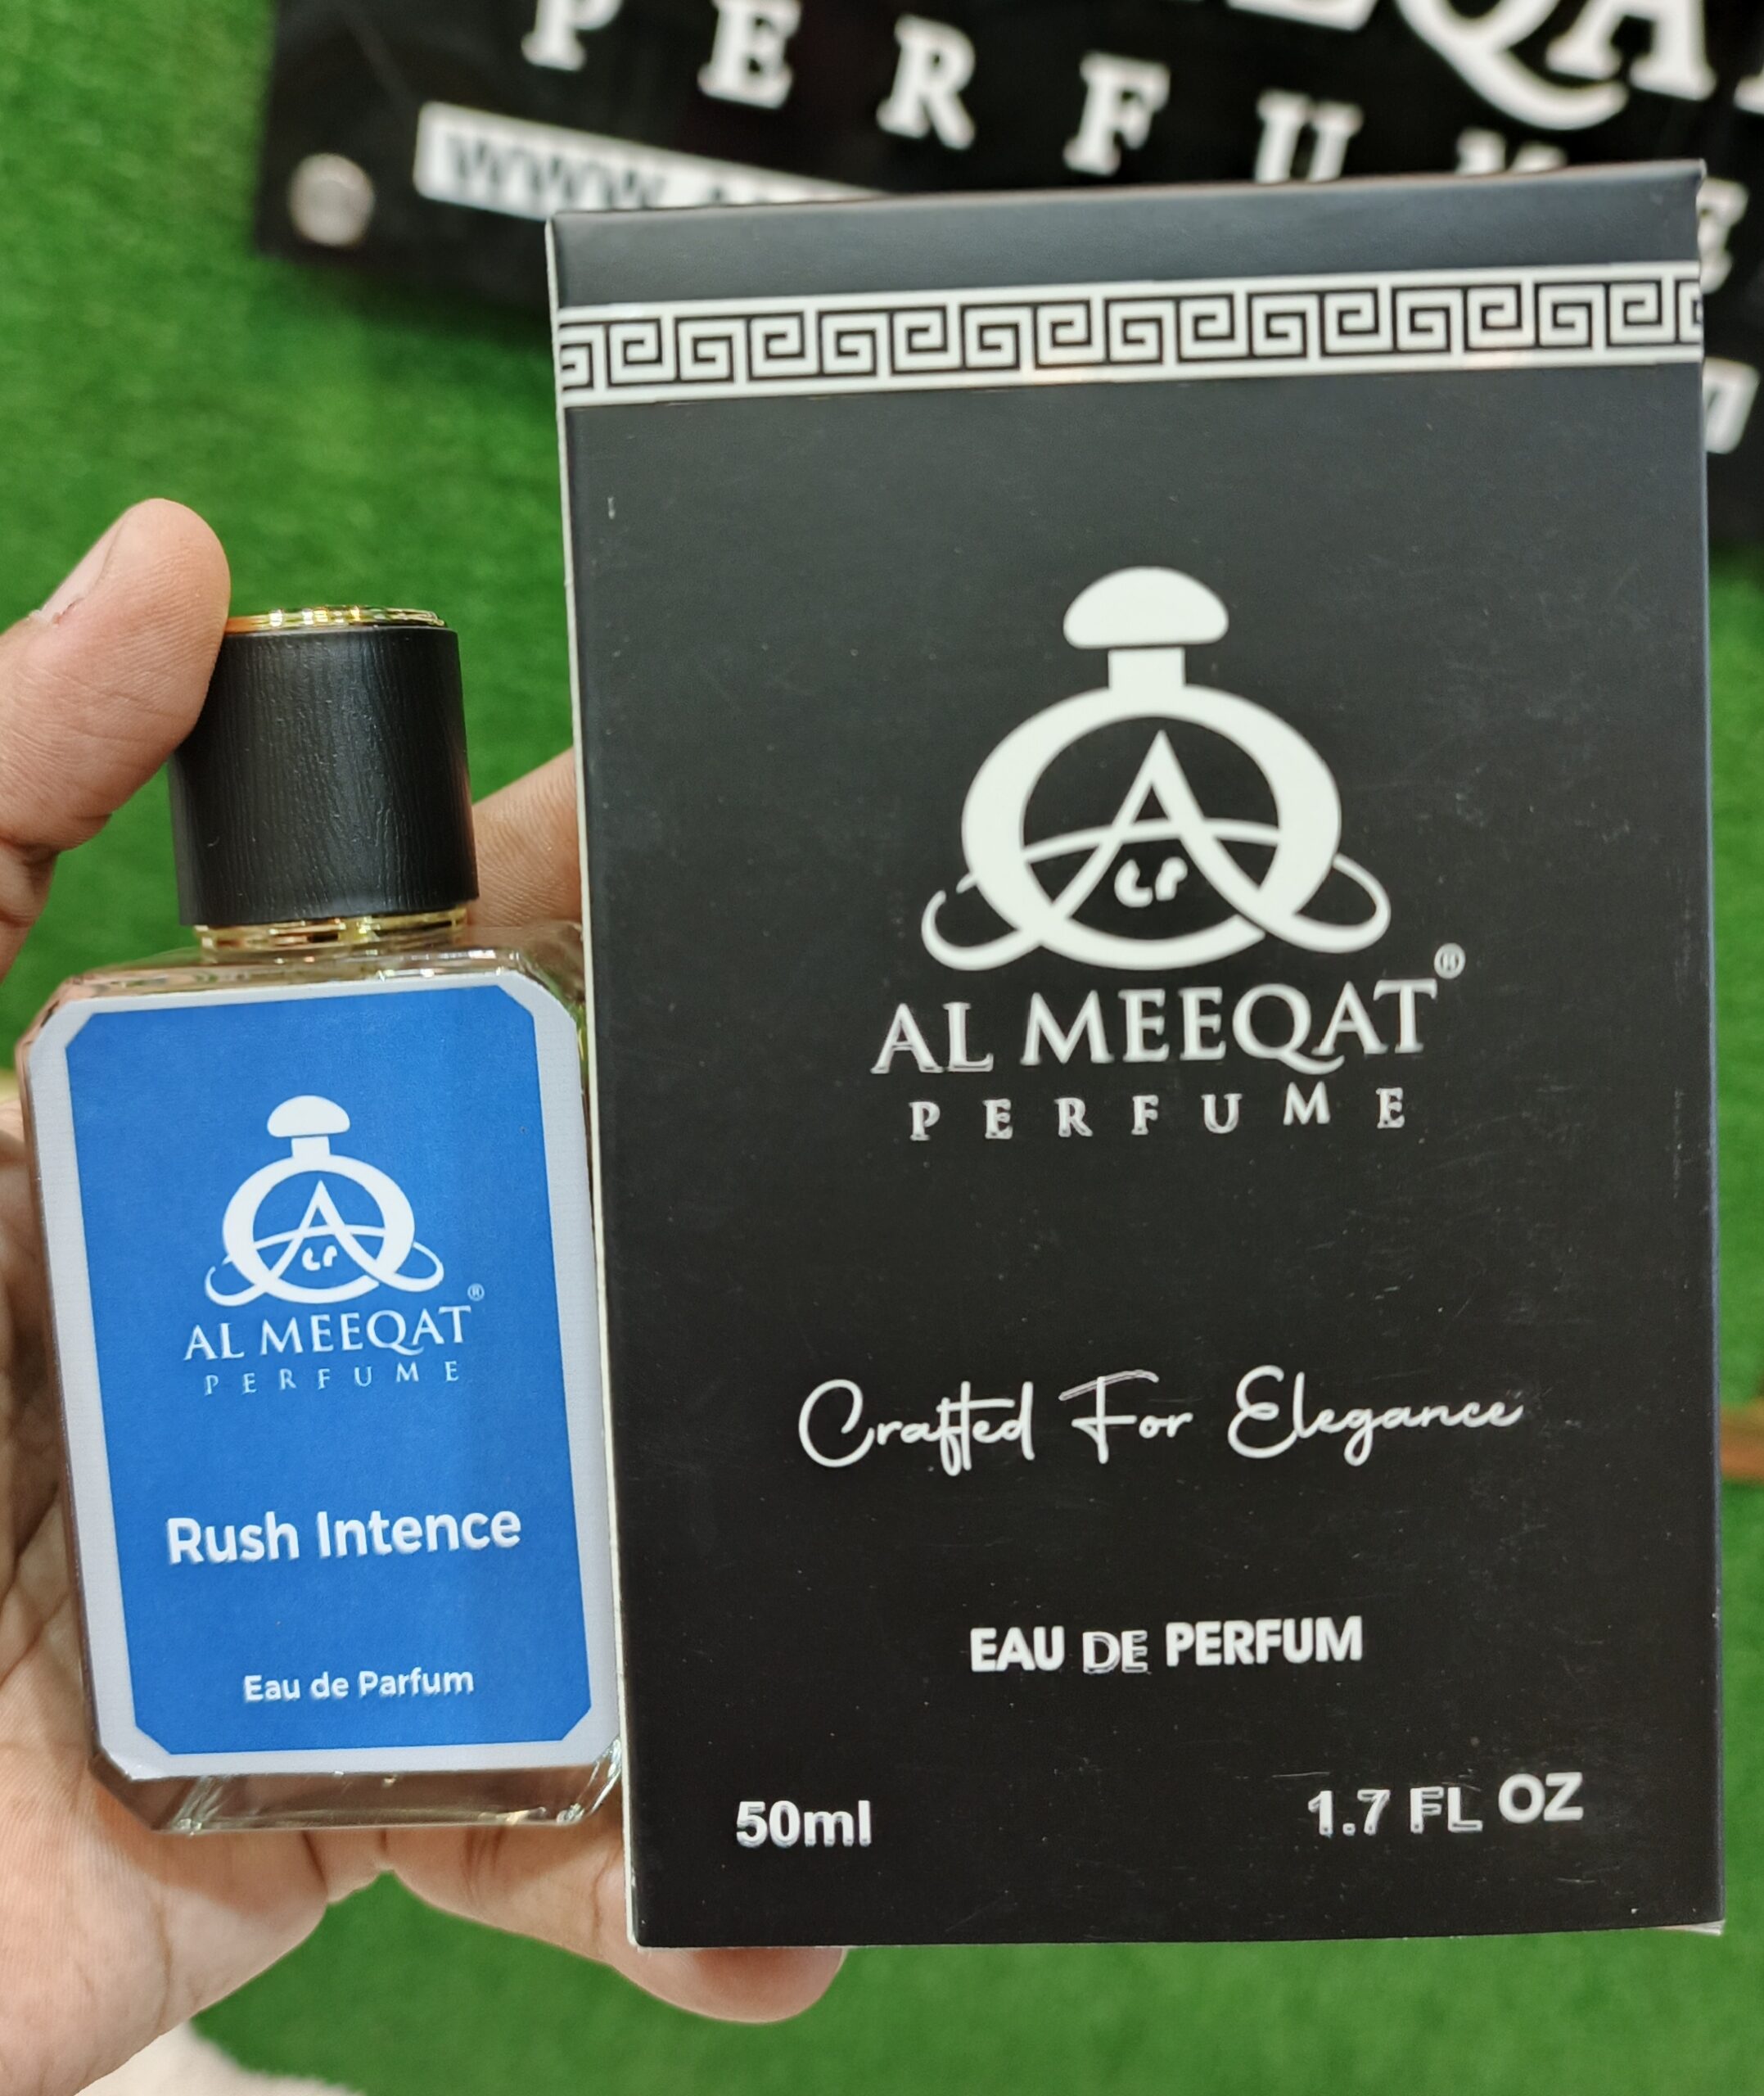 PERFUME
WWW.
AL MEEQAT®
PERFUME
Crafted For Elegance
EAU DE PERFUM
50ml
1.7 FL OZ
AL MEEQAT®
PERFUME
Rush Intence
Eau de Parfum